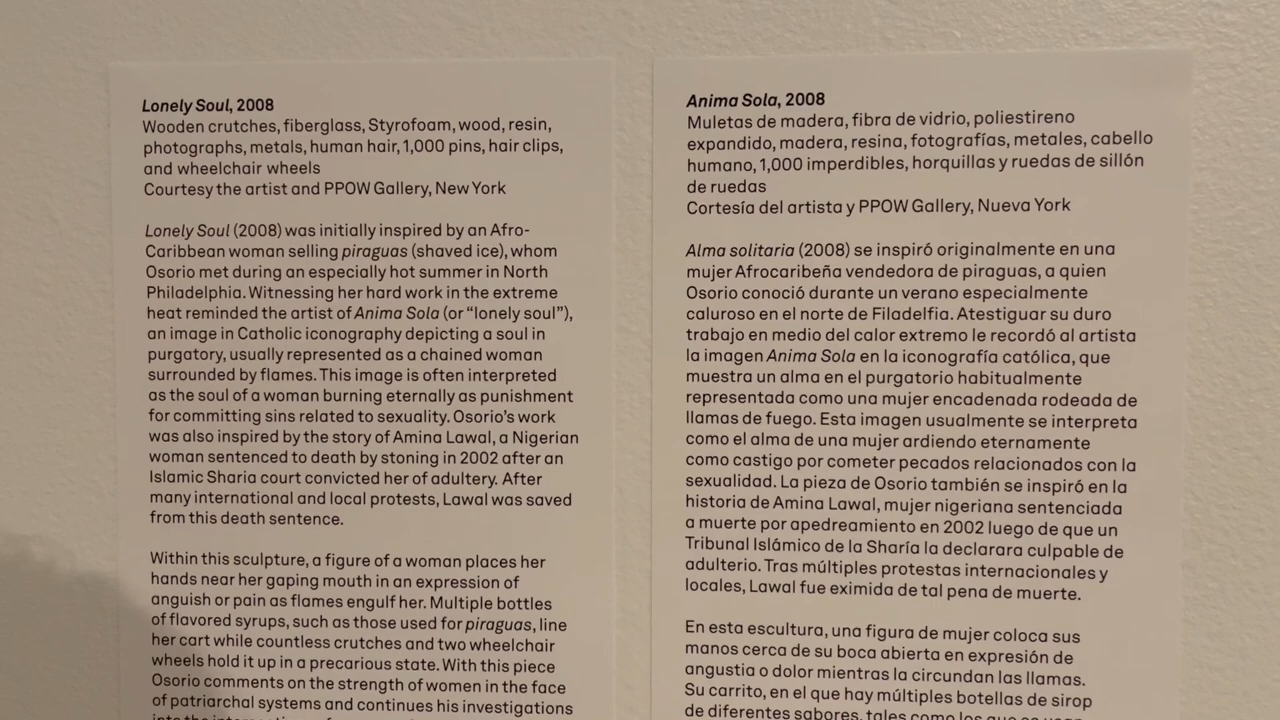 Lonely Soul, 2008
Wooden crutches, fiberglass, Styrofoam, wood, resin,
photographs, metals, human hair, 1,000 pins, hair clips,
and wheelchair wheels
Courtesy the artist and PPOW Gallery, New York
Lonely Soul (2008) was initially inspired by an Afro-
Caribbean woman selling piraguas (shaved ice), whom
Osorio met during an especially hot summer in North
Philadelphia. Witnessing her hard work in the extreme
heat reminded the artist of Anima Sola (or “lonely soul”),
an image in Catholic iconography depicting a soul in
purgatory, usually represented as a chained woman
surrounded by flames. This image is often interpreted
as the soul of a woman burning eternally as punishment
for committing sins related to sexuality. Osorio’s work
was also inspired by the story of Amina Lawal, a Nigerian
woman sentenced to death by stoning in 2002 after an
Islamic Sharia court convicted her of adultery. After
many international and local protests, Lawal was saved
from this death sentence.
Within this sculpture, a figure of a woman places her
hands near her gaping mouth in an expression of
anguish or pain as flames engulf her. Multiple bottles
of flavored syrups, such as those used for piraguas, line
her cart while countless crutches and two wheelchair
wheels hold it up in a precarious state. With this piece
Osorio comments on the strength of women in the face
of patriarchal systems and continues his investigations
Anima Sola, 2008
Muletas de madera, fibra de vidrio, poliestireno
expandido, madera, resina, fotografías, metales, cabello
humano, 1,000 imperdibles, horquillas y ruedas de sillón
de ruedas
Cortesía del artista y PPOW Gallery, Nueva York
Alma solitaria (2008) se inspiró originalmente en una
mujer Afrocaribeña vendedora de piraguas, a quien
Osorio conoció durante un verano especialmente
caluroso en el norte de Filadelfia. Atestiguar su duro
trabajo en medio del calor extremo le recordó al artista
la imagen Anima Sola en la iconografía católica, que
muestra un alma en el purgatorio habitualmente
representada como una mujer encadenada rodeada de
llamas de fuego. Esta imagen usualmente se interpreta
como el alma de una mujer ardiendo eternamente
como castigo por cometer pecados relacionados con la
sexualidad. La pieza de Osorio también se inspiró en la
historia de Amina Lawal, mujer nigeriana sentenciada
a muerte por apedreamiento en 2002 luego de que un
Tribunal Islámico de la Sharía la declarara culpable de
adulterio. Tras múltiples protestas internacionales y
locales, Lawal fue eximida de tal pena de muerte.
En esta escultura, una figura de mujer coloca sus
manos cerca de su boca abierta en expresión de
angustia o dolor mientras la circundan las llamas.
Su carrito, en el que hay múltiples botellas de sirop
de diferentes sabores, tales como los que se usan